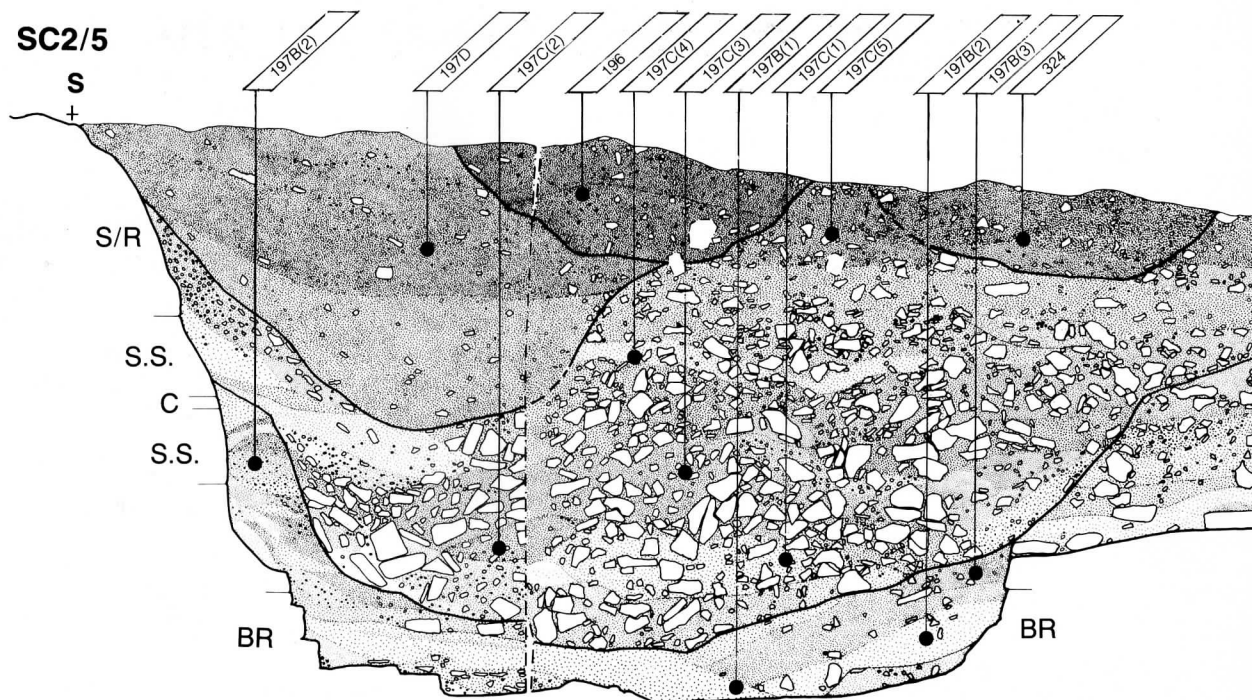 SC2/5
S
197B(2)
197D
197C(2)
196
197C(4)
197C(3)
197B(1)
197C(1)
197C(5)
197B(2)
197B(3)
324
S/R
S.S.
C
S.S.
BR
BR